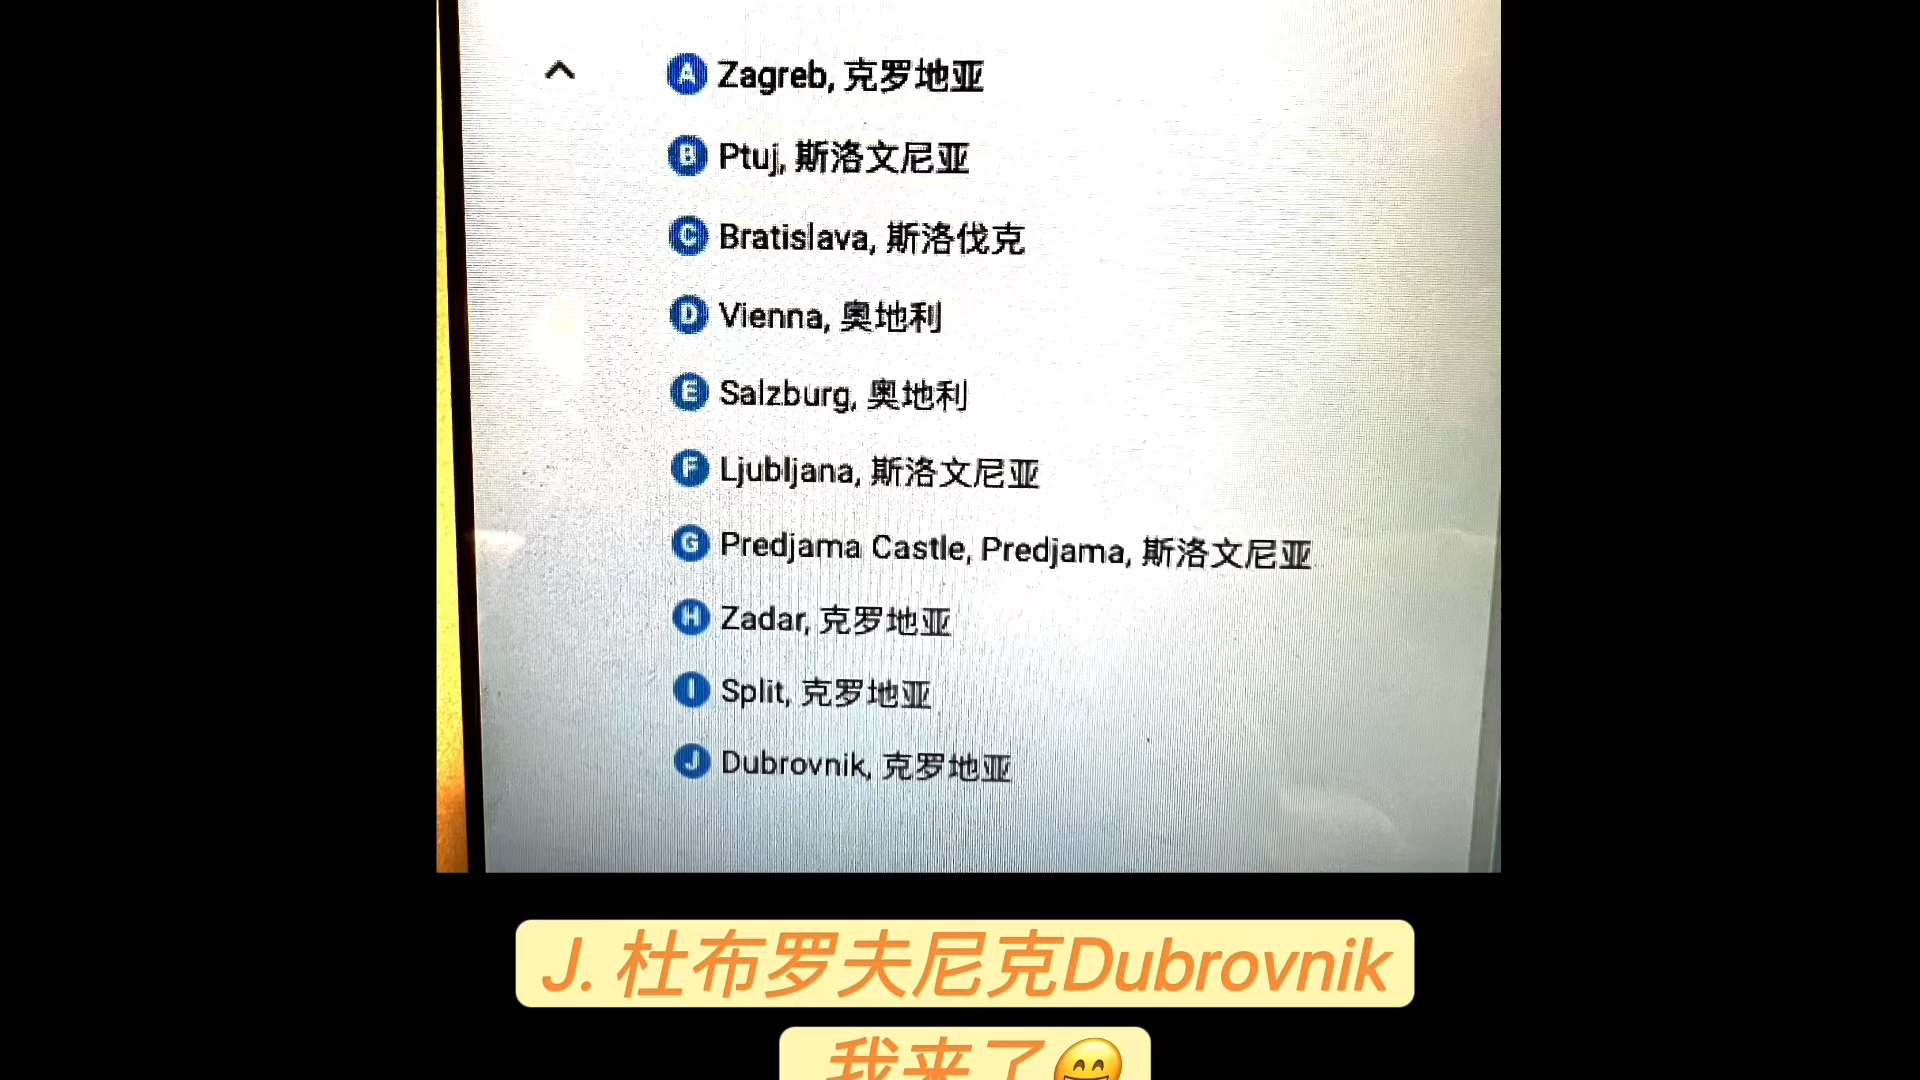 A Zagreb, 克罗地亚
B Ptuj, 斯洛文尼亚
C Bratislava, 斯洛伐克
D Vienna, 奥地利
E Salzburg, 奥地利
F Ljubljana, 斯洛文尼亚
G Predjama Castle, Predjama, 斯洛文尼亚
H Zadar, 克罗地亚
I Split, 克罗地亚
J Dubrovnik, 克罗地亚
J. 杜布罗夫尼克Dubrovnik
我来了😁